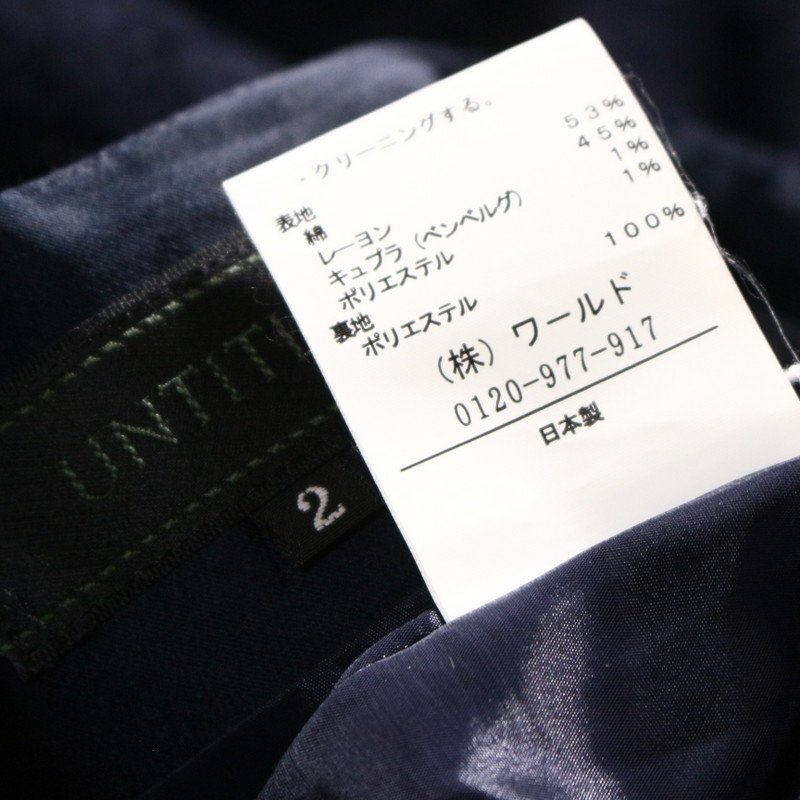 ・クリーニングする。
表地
綿 53%
レーヨン 45%
キュプラ (ベンベルグ) 1%
ポリエステル 1%
裏地
ポリエステル 100%
(株) ワールド
0120-977-917
日本製
UNTIT
2